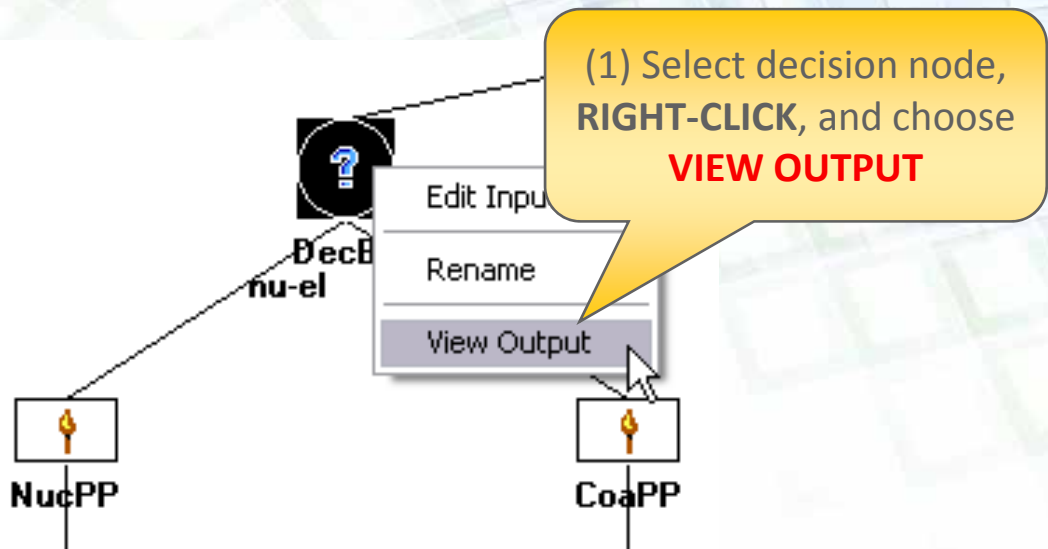 (1) Select decision node,
RIGHT-CLICK, and choose
VIEW OUTPUT
Edit Inpu
DecB
nu-el
Rename
View Output
NucPP
CoaPP